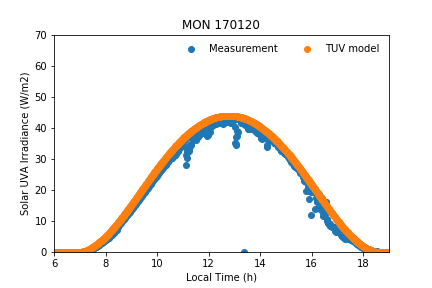 MON 170120
Measurement TUV model
70
60
50
40
30
20
10
0
Solar UVA Irradiance (W/m2)
6 8 10 12 14 16 18
Local Time (h)